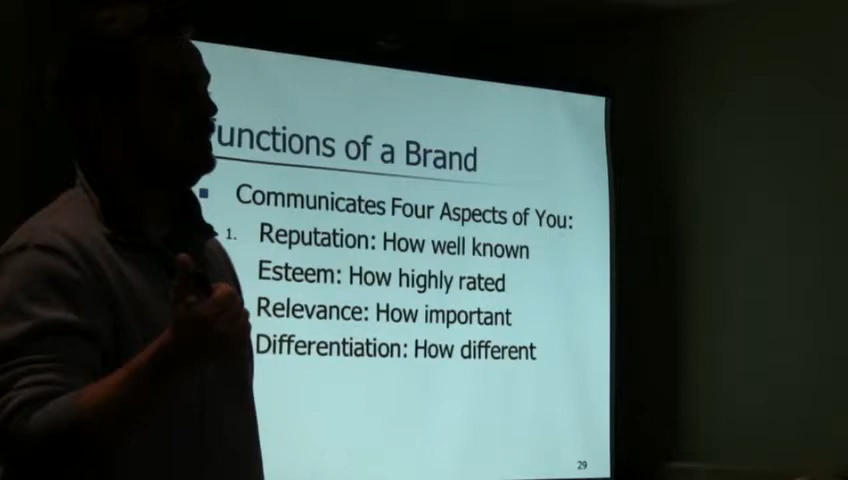 unctions of a Brand
Communicates Four Aspects of You:
1. Reputation: How well known
Esteem: How highly rated
Relevance: How important
Differentiation: How different
29